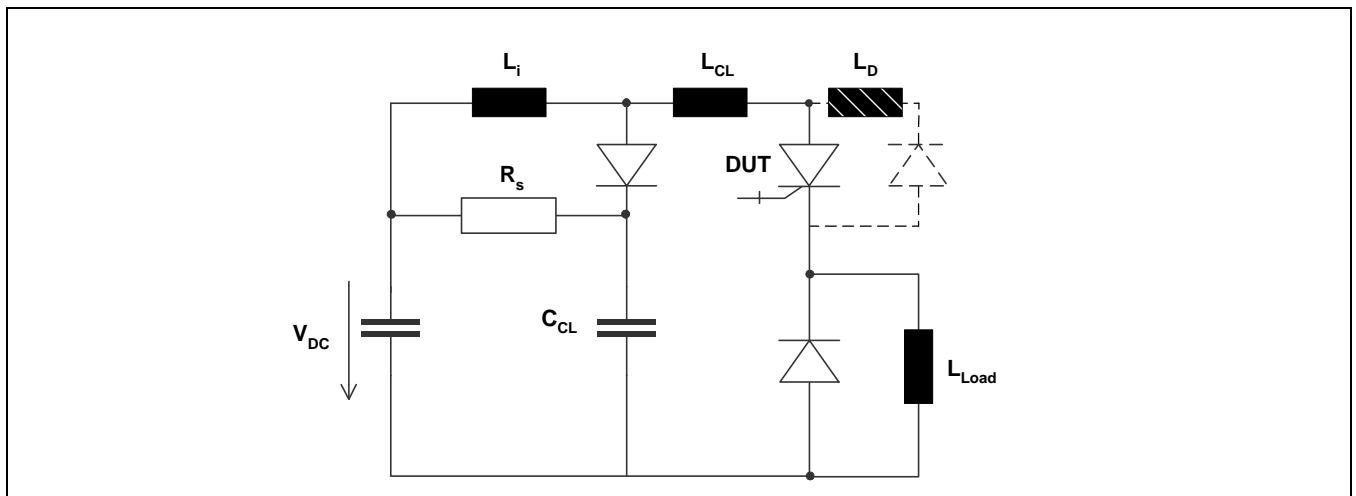 L_i
L_CL
L_D
DUT
R_s
V_DC
C_CL
L_Load